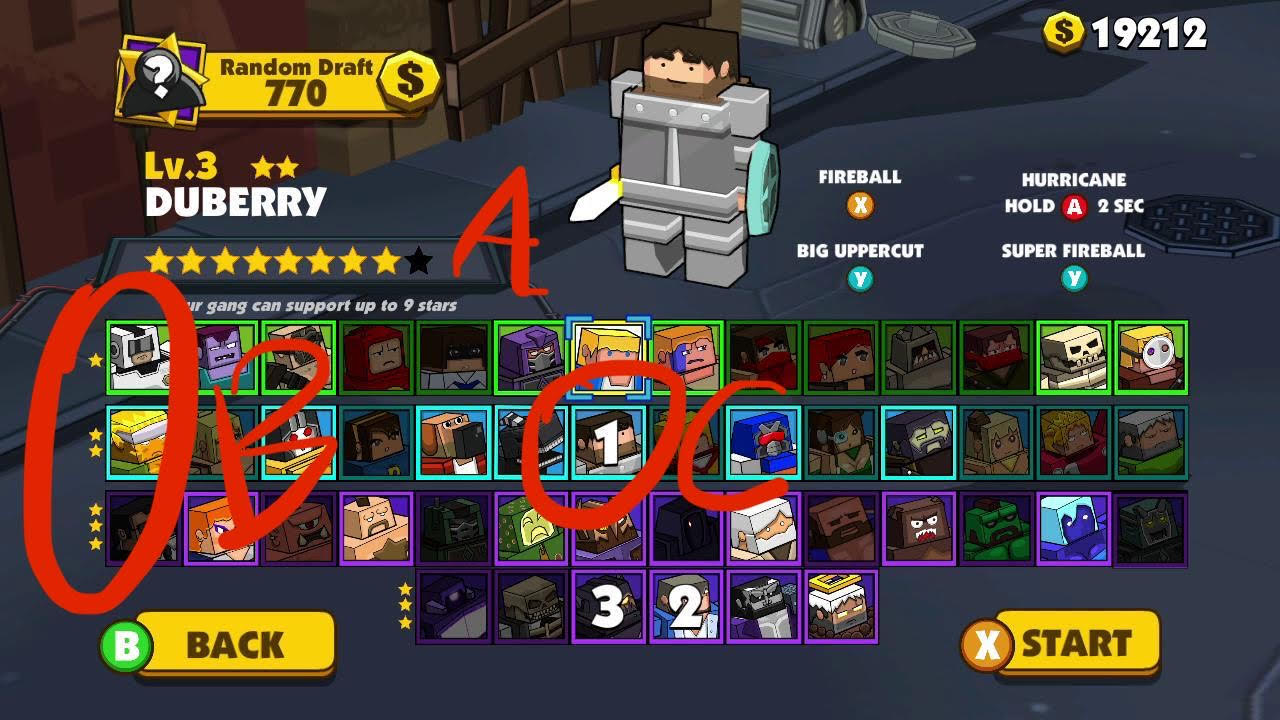 $ 19212
?
Random Draft $
770
Lv.3
DUBERRY
A
FIREBALL
X
HURRICANE
HOLD A 2 SEC
BIG UPPERCUT
Y
SUPER FIREBALL
Y
ur gang can support up to 9 stars
B
C
1
3 2
B BACK
X START